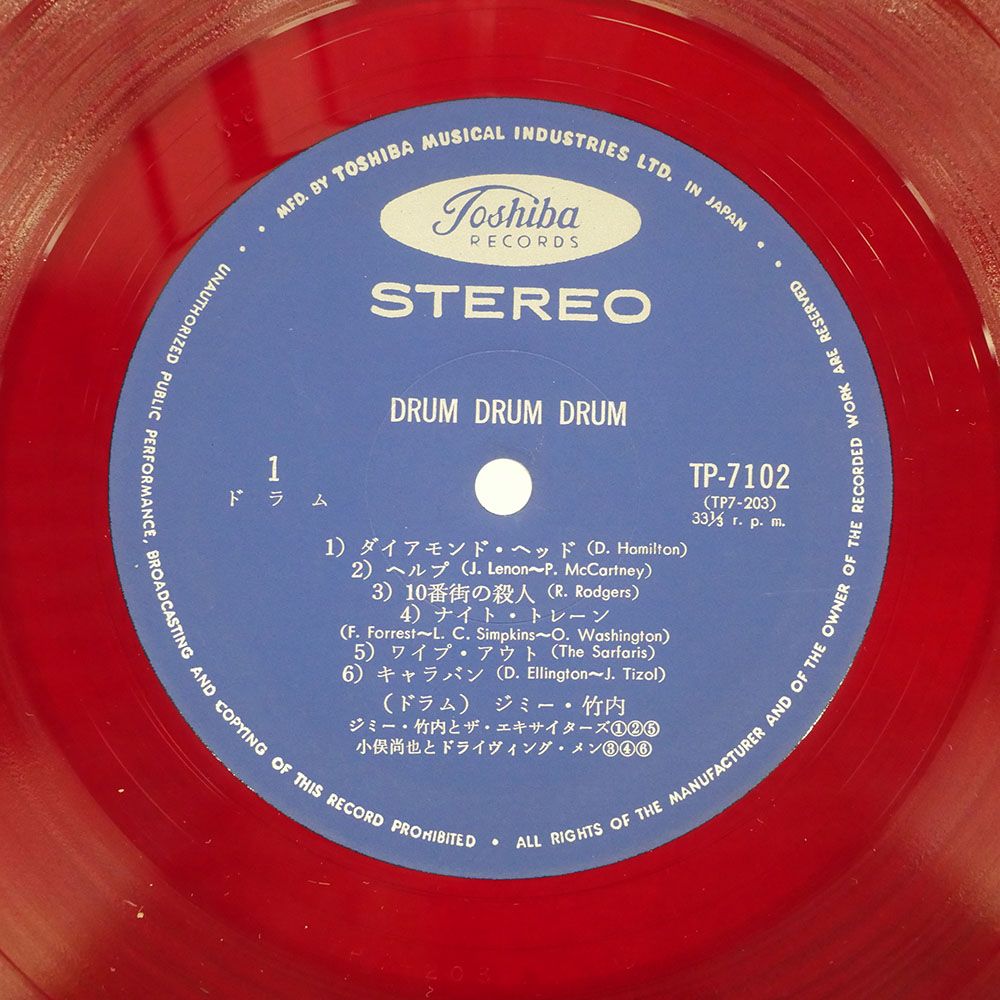 MFD. BY TOSHIBA MUSICAL INDUSTRIES LTD. IN JAPAN
Toshiba
RECORDS
STEREO
DRUM DRUM DRUM
1
ドラム
TP-7102
(TP7-203)
33⅓ r. p. m.
1) ダイアモンド・ヘッド (D. Hamilton)
2) ヘルプ (J. Lenon~P. McCartney)
3) 10番街の殺人 (R. Rodgers)
4) ナイト・トレーン
(F. Forrest~L. C. Simpkins~O. Washington)
5) ワイプ・アウト (The Sarfaris)
6) キャラバン (D. Ellington~J. Tizol)
(ドラム) ジミー・竹内
ジミー・竹内とザ・エキサイターズ①②⑤
小俣尚也とドライヴィング・メン③④⑥
UNAUTHORIZED PUBLIC PERFORMANCE, BROADCASTING AND COPYING OF THIS RECORD PROHIBITED • ALL RIGHTS OF THE MANUFACTURER AND OF THE OWNER OF THE RECORDED WORK ARE RESERVED